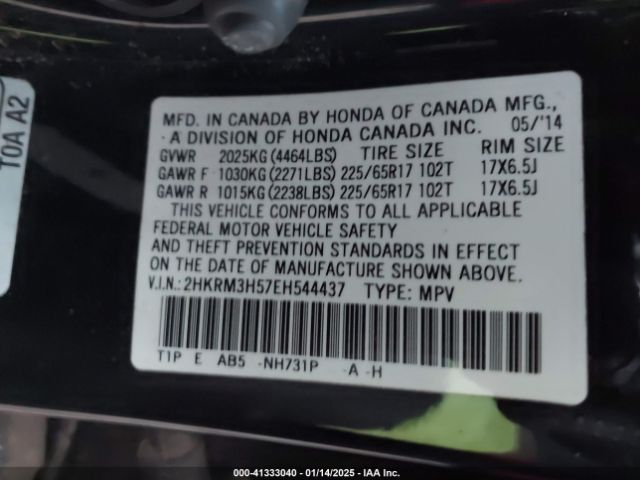 TOA A2
MFD. IN CANADA BY HONDA OF CANADA MFG.,
A DIVISION OF HONDA CANADA INC. 05/'14
GVWR 2025KG (4464LBS) TIRE SIZE RIM SIZE
GAWR F 1030KG (2271LBS) 225/65R17 102T 17X6.5J
GAWR R 1015KG (2238LBS) 225/65R17 102T 17X6.5J
THIS VEHICLE CONFORMS TO ALL APPLICABLE
FEDERAL MOTOR VEHICLE SAFETY
AND THEFT PREVENTION STANDARDS IN EFFECT
ON THE DATE OF MANUFACTURE SHOWN ABOVE.
V.I.N.: 2HKRM3H57EH544437 TYPE: MPV
T1P E AB5 -NH731P -A -H
000-41333040 - 01/14/2025 - IAA Inc.